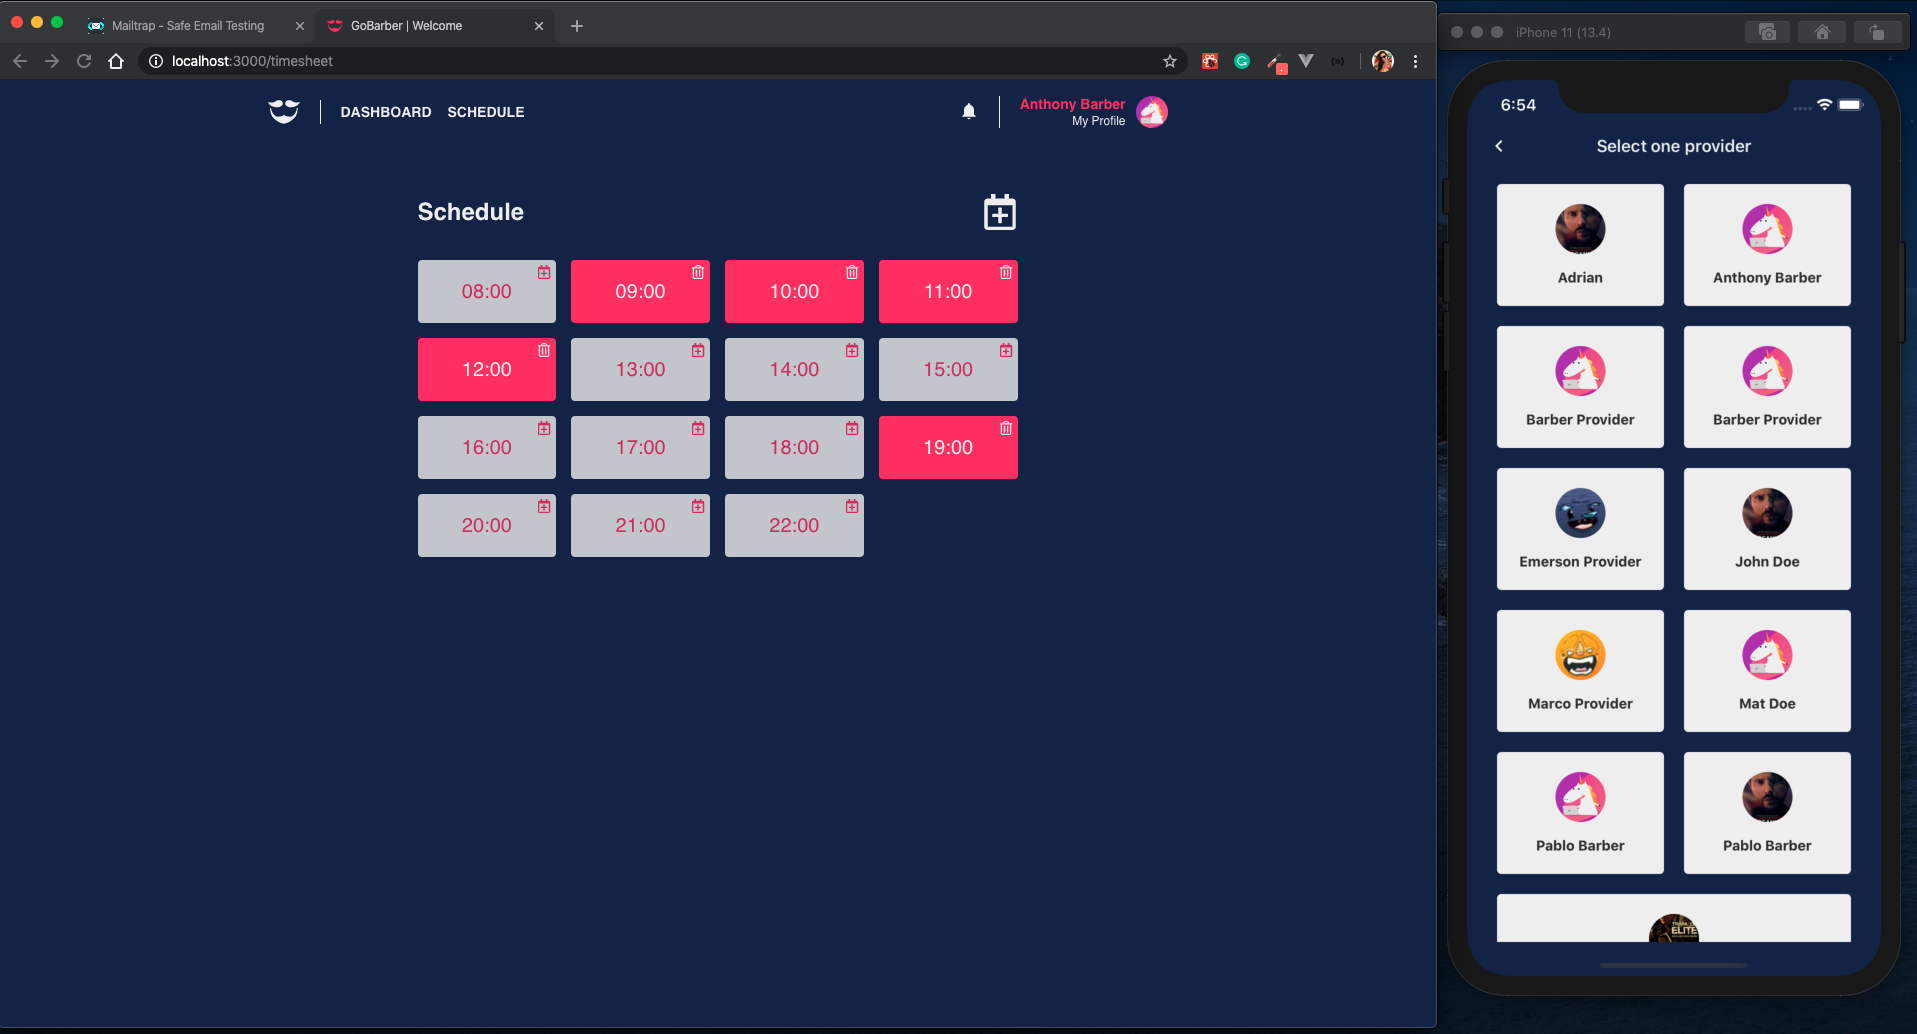 Mailtrap - Safe Email Testing
GoBarber | Welcome
localhost:3000/timesheet
DASHBOARD SCHEDULE
Anthony Barber
My Profile
Schedule
08:00 09:00 10:00 11:00
12:00 13:00 14:00 15:00
16:00 17:00 18:00 19:00
20:00 21:00 22:00
iPhone 11 (13.4)
6:54
Select one provider
Adrian Anthony Barber
Barber Provider Barber Provider
Emerson Provider John Doe
Marco Provider Mat Doe
Pablo Barber Pablo Barber
ELITE